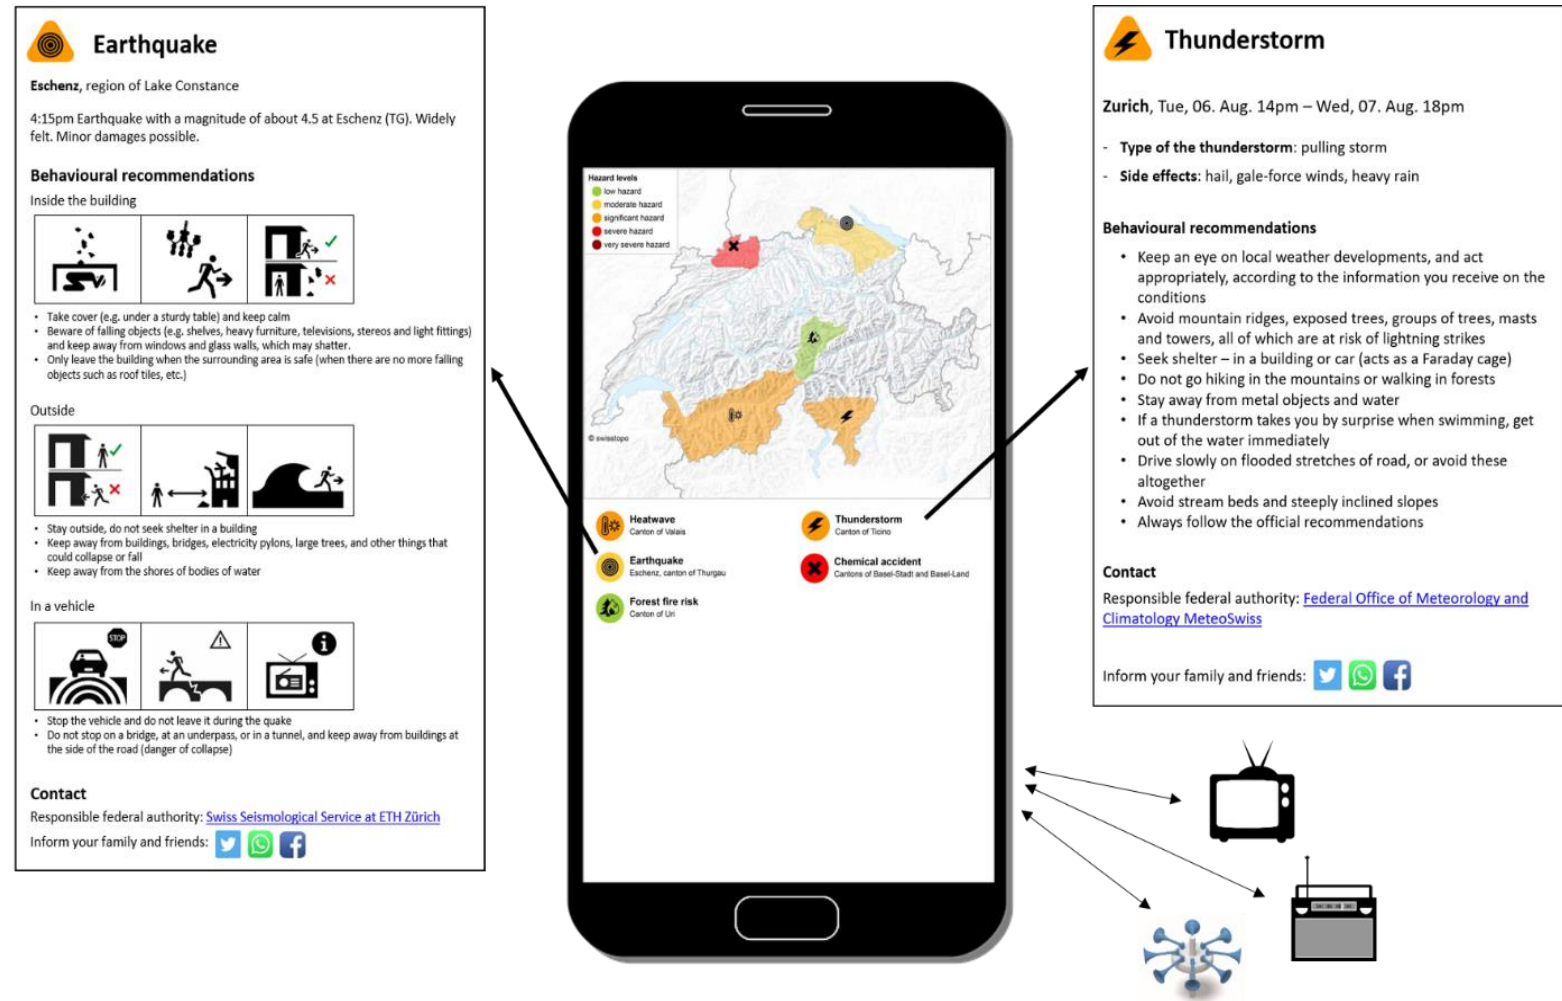 Earthquake
Eschenz, region of Lake Constance
4:15pm Earthquake with a magnitude of about 4.5 at Eschenz (TG). Widely
felt. Minor damages possible.
Behavioural recommendations
Inside the building
• Take cover (e.g. under a sturdy table) and keep calm
• Beware of falling objects (e.g. shelves, heavy furniture, televisions, stereos and light fittings)
and keep away from windows and glass walls, which may shatter.
• Only leave the building when the surrounding area is safe (when there are no more falling
objects such as roof tiles, etc.)
Outside
• Stay outside, do not seek shelter in a building
• Keep away from buildings, bridges, electricity pylons, large trees, and other things that
could collapse or fall
• Keep away from the shores of bodies of water
In a vehicle
STOP
• Stop the vehicle and do not leave it during the quake
• Do not stop on a bridge, at an underpass, or in a tunnel, and keep away from buildings at
the side of the road (danger of collapse)
Contact
Responsible federal authority: Swiss Seismological Service at ETH Zürich
Inform your family and friends:
Hazard levels
low hazard
moderate hazard
significant hazard
severe hazard
very severe hazard
© swisstopo
Heatwave
Canton of Valais
Earthquake
Eschenz, canton of Thurgau
Forest fire risk
Canton of Uri
Thunderstorm
Canton of Ticino
Chemical accident
Cantons of Basel-Stadt and Basel-Land
Thunderstorm
Zurich, Tue, 06. Aug. 14pm – Wed, 07. Aug. 18pm
- Type of the thunderstorm: pulling storm
- Side effects: hail, gale-force winds, heavy rain
Behavioural recommendations
• Keep an eye on local weather developments, and act
appropriately, according to the information you receive on the
conditions
• Avoid mountain ridges, exposed trees, groups of trees, masts
and towers, all of which are at risk of lightning strikes
• Seek shelter – in a building or car (acts as a Faraday cage)
• Do not go hiking in the mountains or walking in forests
• Stay away from metal objects and water
• If a thunderstorm takes you by surprise when swimming, get
out of the water immediately
• Drive slowly on flooded stretches of road, or avoid these
altogether
• Avoid stream beds and steeply inclined slopes
• Always follow the official recommendations
Contact
Responsible federal authority: Federal Office of Meteorology and
Climatology MeteoSwiss
Inform your family and friends: